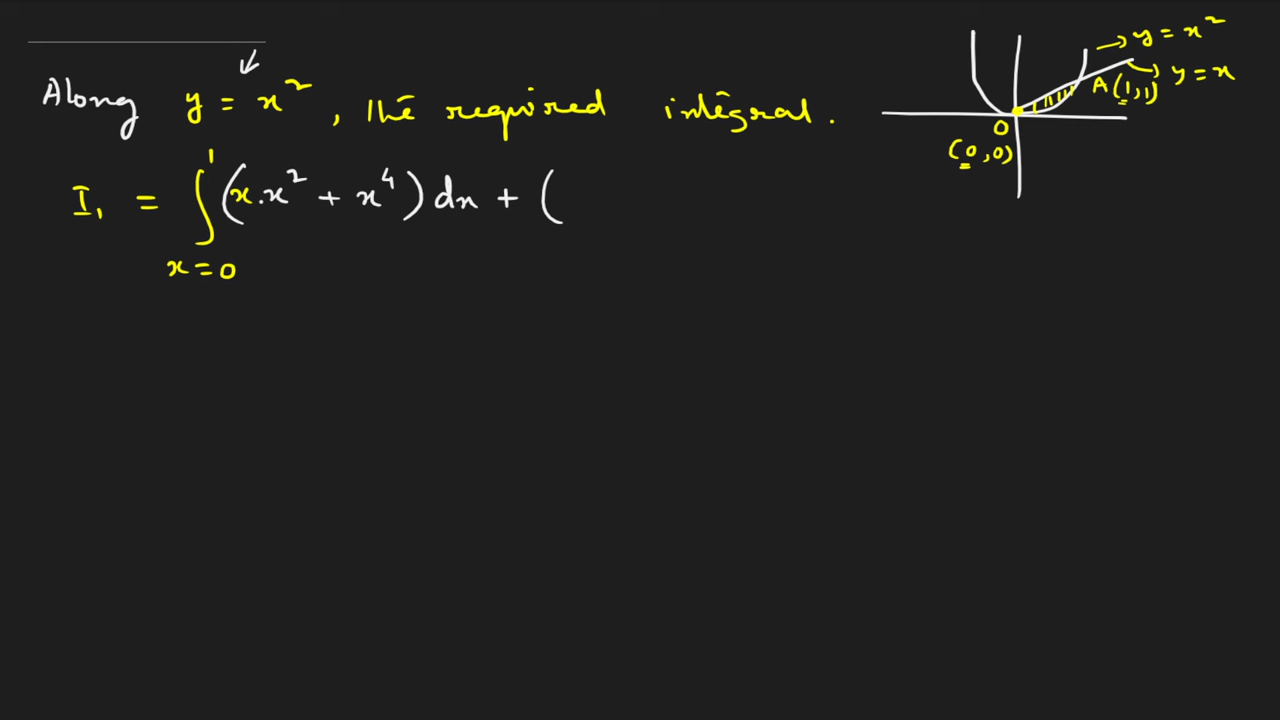 Along y = x², the required integral.
I₁ = ∫ (x.x² + x⁴) dx + (
1
x = 0
→ y = x²
→ y = x
A(1,1)
O
(0,0)